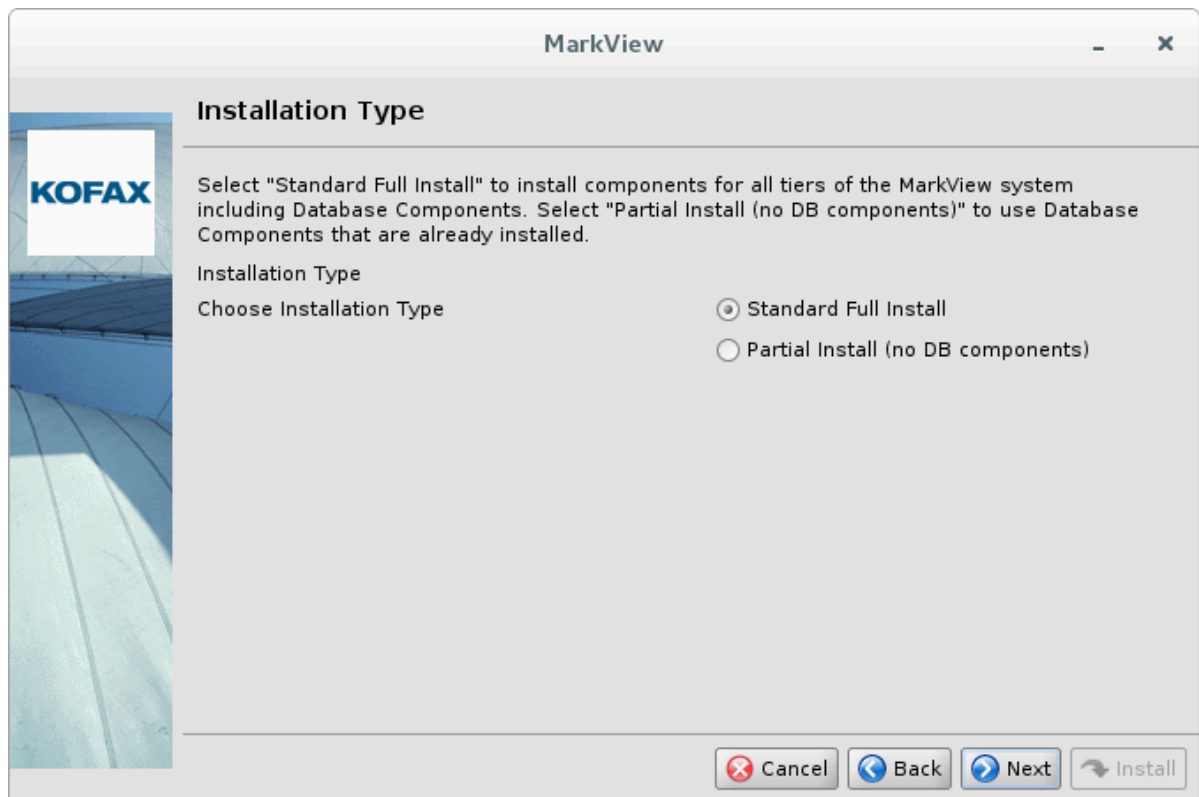 MarkView
Installation Type
KOFAX
Select "Standard Full Install" to install components for all tiers of the MarkView system
including Database Components. Select "Partial Install (no DB components)" to use Database
Components that are already installed.
Installation Type
Choose Installation Type
Standard Full Install
Partial Install (no DB components)
Cancel
Back
Next
Install